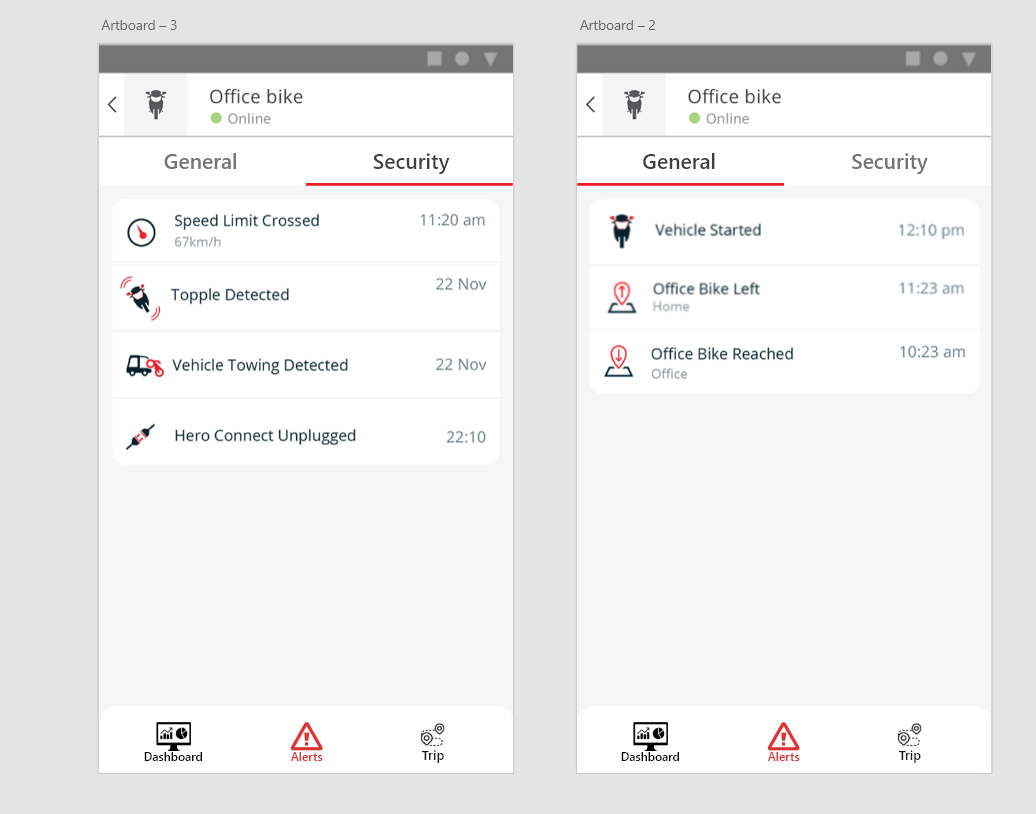 Artboard – 3
Office bike
Online
General Security
Speed Limit Crossed 11:20 am
67km/h
Topple Detected 22 Nov
Vehicle Towing Detected 22 Nov
Hero Connect Unplugged 22:10
Dashboard Alerts Trip
Artboard – 2
Office bike
Online
General Security
Vehicle Started 12:10 pm
Office Bike Left 11:23 am
Home
Office Bike Reached 10:23 am
Office
Dashboard Alerts Trip